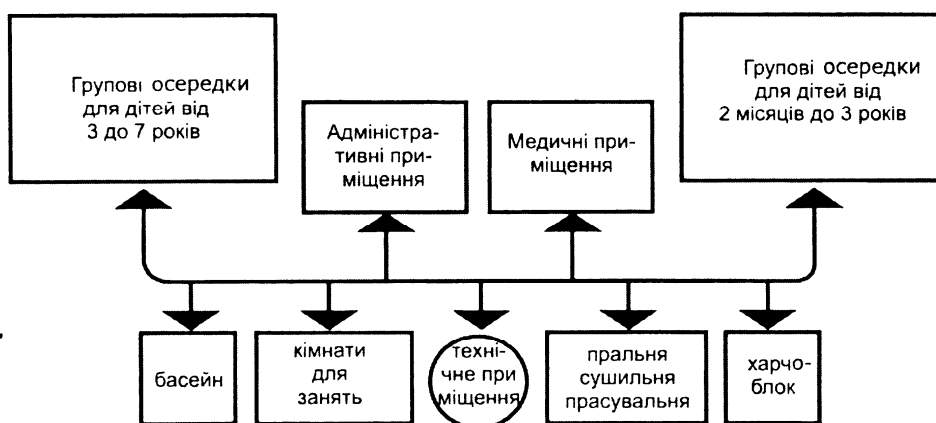 Групові осередки
для дітей від
3 до 7 років
Адміністра-
тивні при-
міщення
Медичні при-
міщення
Групові осередки
для дітей від
2 місяців до 3 років
басейн
кімнати
для
занять
техні-
чне при
міщення
пральня
сушильня
прасувальня
харчо-
блок